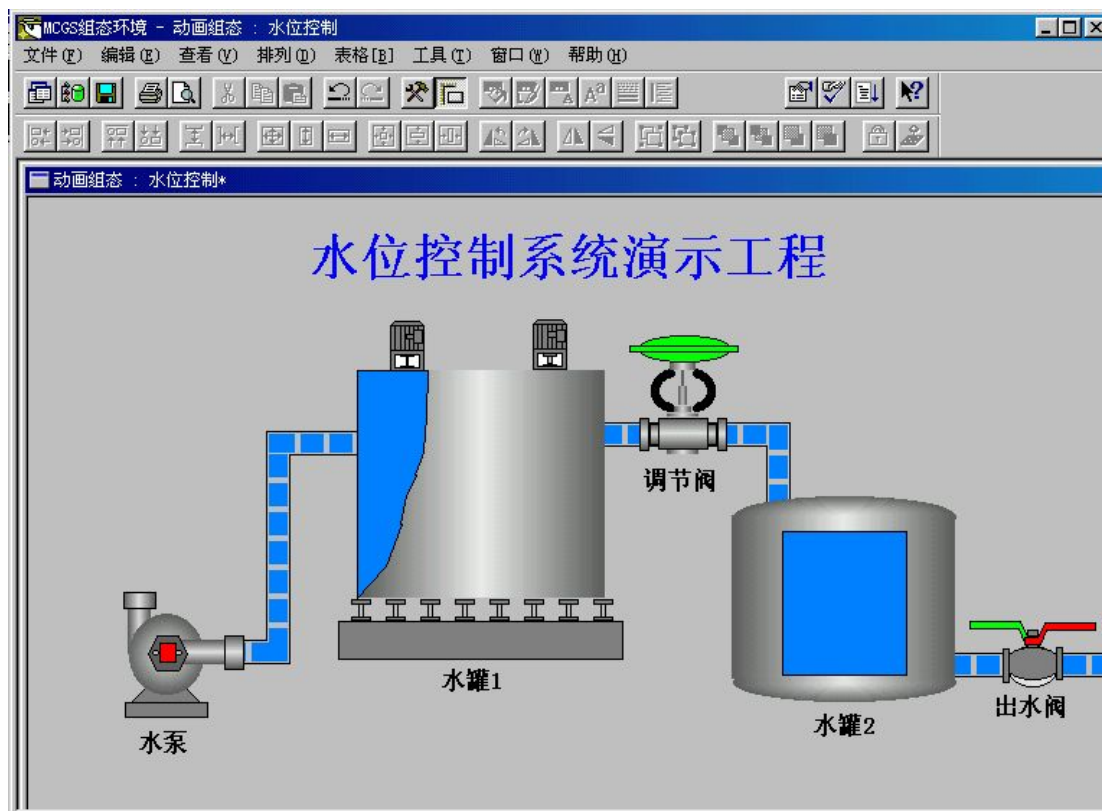 MCGS组态环境 - 动画组态 : 水位控制
文件(F) 编辑(E) 查看(V) 排列(D) 表格[B] 工具(T) 窗口(W) 帮助(H)
动画组态 : 水位控制*
水位控制系统演示工程
调节阀
水罐1
出水阀
水罐2
水泵